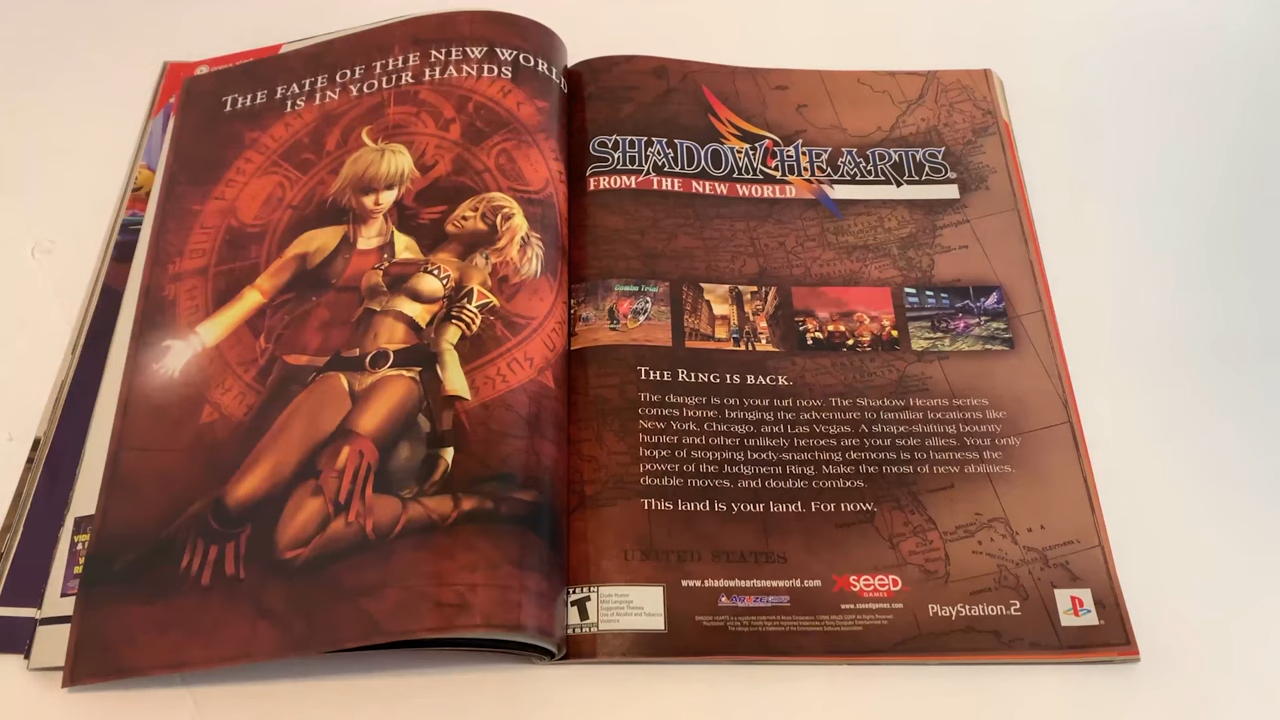 THE FATE OF THE NEW WORLD
IS IN YOUR HANDS
SHADOW HEARTS
FROM THE NEW WORLD
Combo Trial
THE RING IS BACK.
The danger is on your turf now. The Shadow Hearts series
comes home, bringing the adventure to familiar locations like
New York, Chicago, and Las Vegas. A shape-shifting bounty
hunter and other unlikely heroes are your sole allies. Your only
hope of stopping body-snatching demons is to harness the
power of the Judgment Ring. Make the most of new abilities,
double moves, and double combos.
This land is your land. For now.
UNITED STATES
BAHAMA
TEEN
T
ESRB
Crude Humor
Mild Language
Suggestive Themes
Use of Alcohol and Tobacco
Violence
www.shadowheartsnewworld.com
ARUZE GROUP
XSEED
GAMES
www.xseedgames.com
PlayStation.2